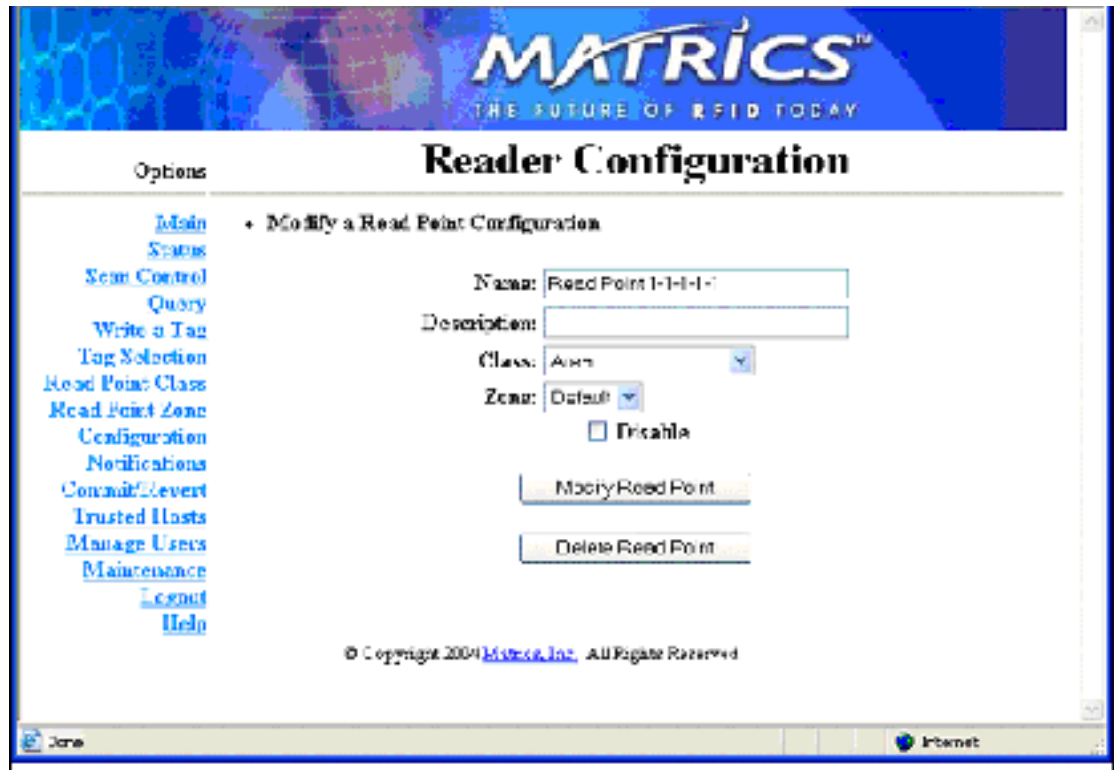 MATRICS™
THE FUTURE OF RFID TODAY
Options
Reader Configuration
Main
Status
Scan Control
Query
Write a Tag
Tag Selection
Read Point Class
Read Point Zone
Configuration
Notifications
Commit/Revert
Trusted Hosts
Manage Users
Maintenance
Logout
Help
• Modify a Read Point Configuration
Name: Read Point 1-1-1-1-1
Description:
Class:
Zone: Default
Disable
Modify Read Point
Delete Read Point
© Copyright 2004 Matrics, Inc. All Rights Reserved
Done
Internet